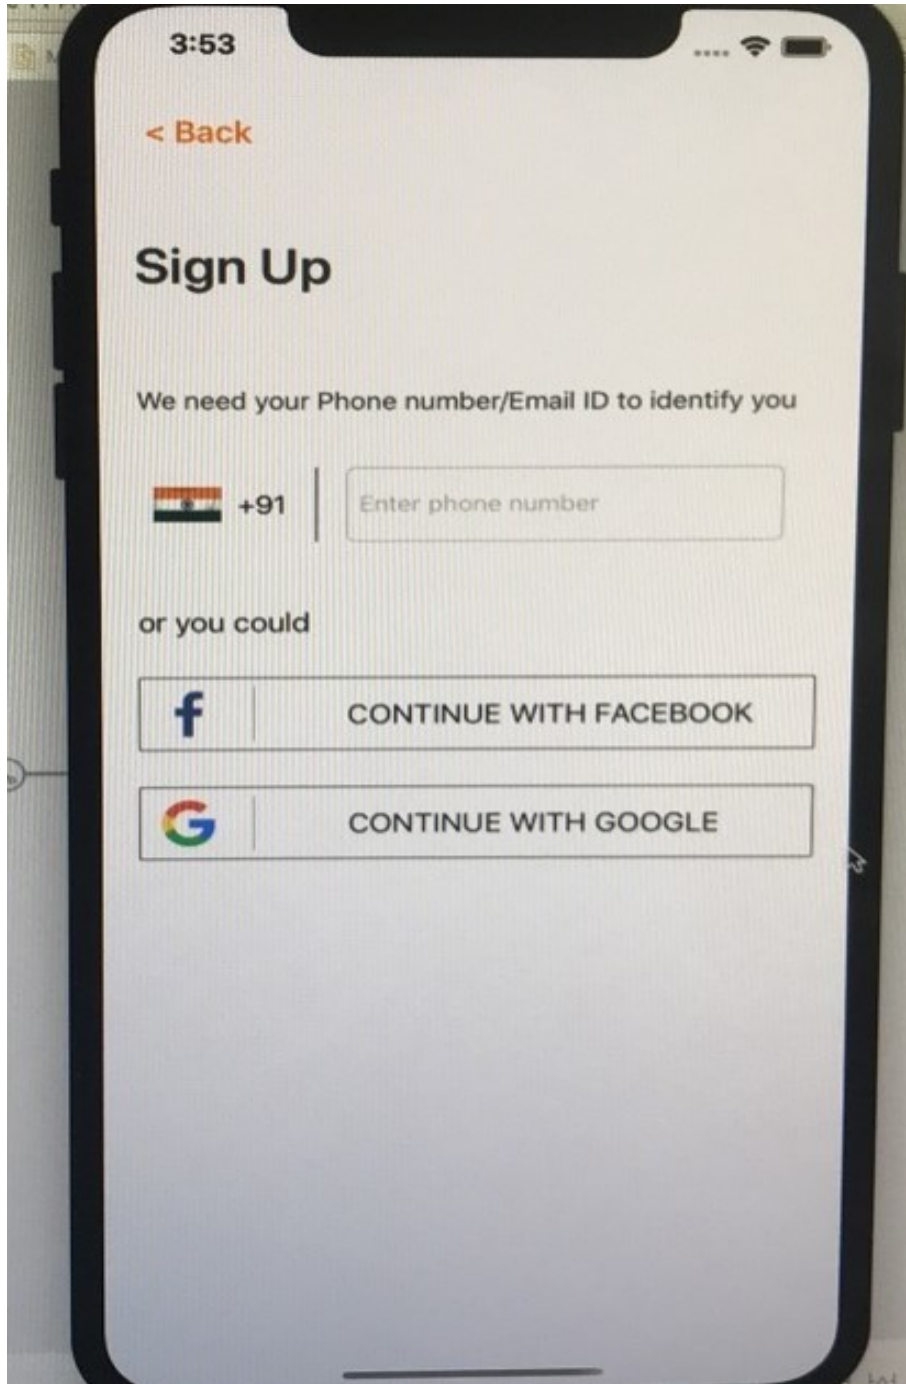 3:53
< Back
Sign Up
We need your Phone number/Email ID to identify you
+91
Enter phone number
or you could
f
CONTINUE WITH FACEBOOK
G
CONTINUE WITH GOOGLE